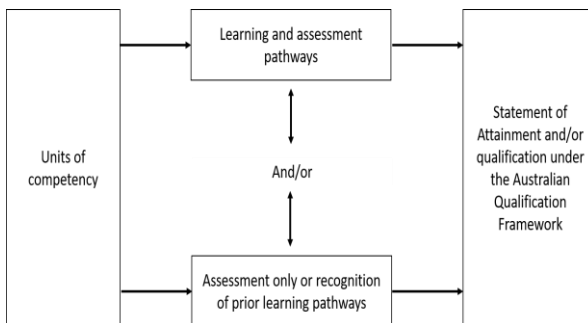 Learning and assessment
pathways
Units of
competency
And/or
Statement of
Attainment and/or
qualification under
the Australian
Qualification
Framework
Assessment only or recognition
of prior learning pathways